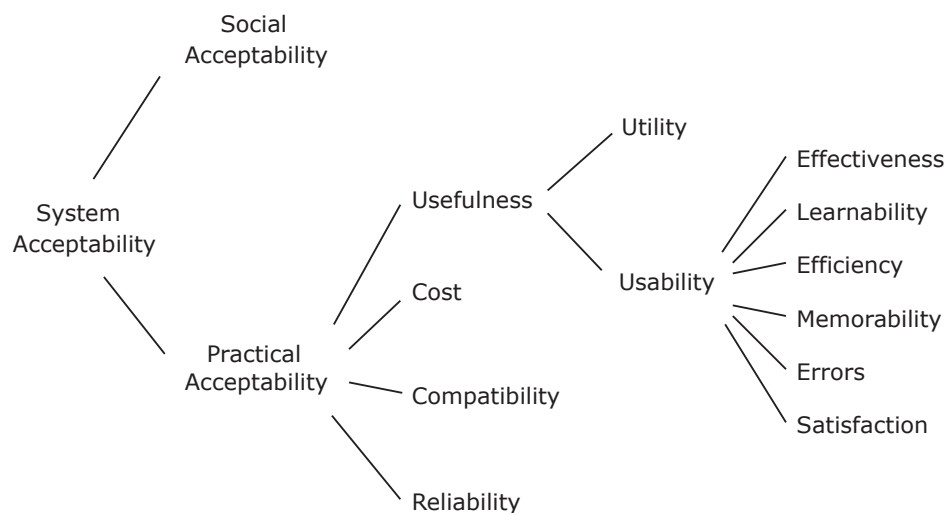 Social
Acceptability
System
Acceptability
Practical
Acceptability
Usefulness
Cost
Compatibility
Reliability
Utility
Usability
Effectiveness
Learnability
Efficiency
Memorability
Errors
Satisfaction